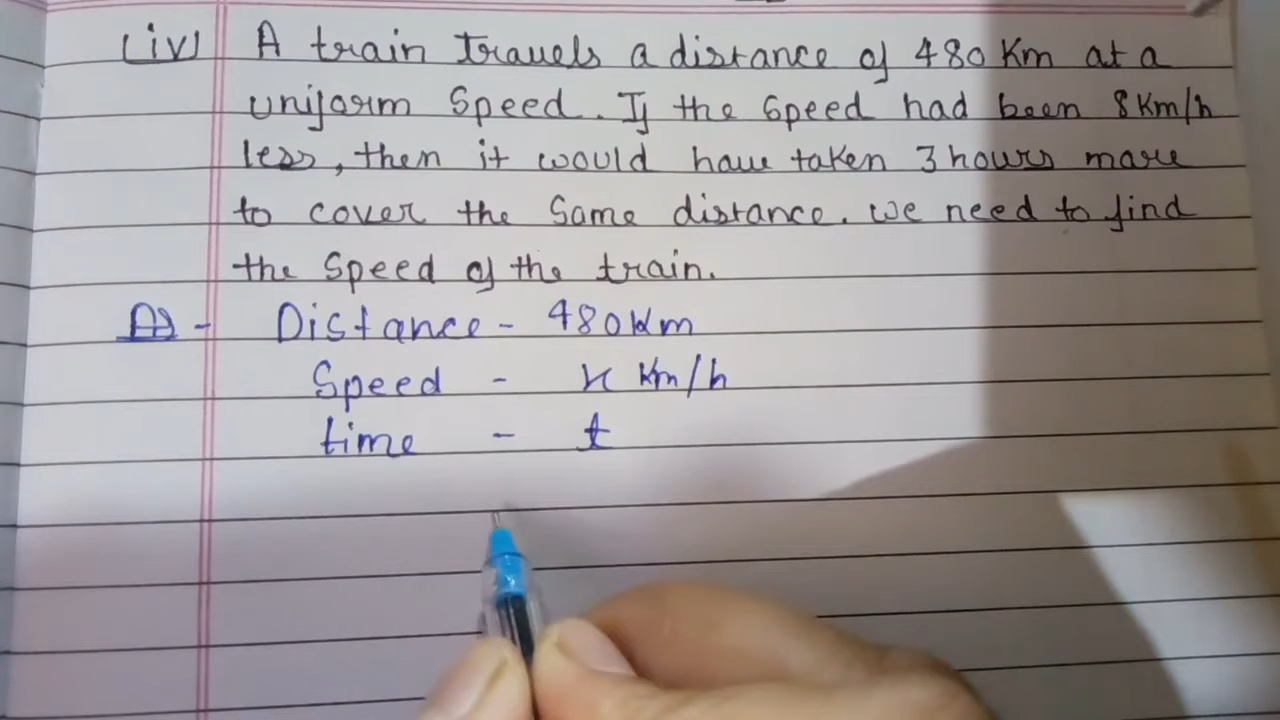 (iv) A train travels a distance of 480 Km at a
uniform speed. If the speed had been 8 Km/h
less, then it would have taken 3 hours more
to cover the same distance. we need to find
the speed of the train.
Distance - 480 Km
Speed - x Km/h
time - t